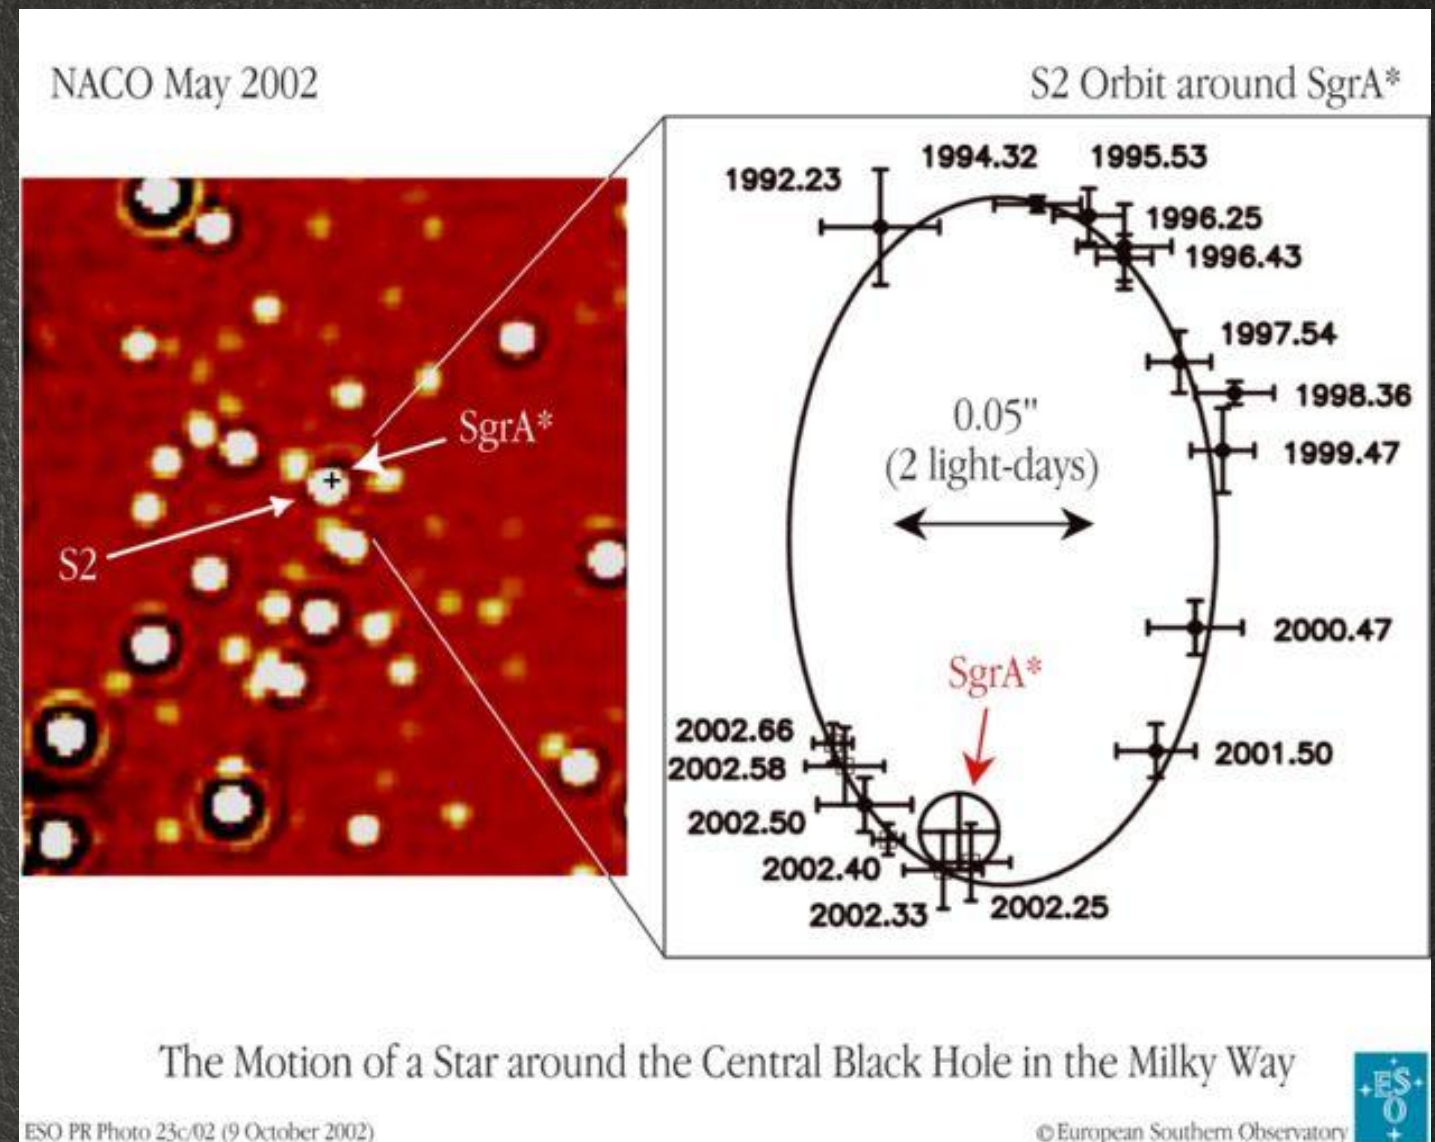 NACO May 2002
S2 Orbit around SgrA*
1992.23
1994.32
1995.53
1996.25
1996.43
1997.54
1998.36
1999.47
0.05"
(2 light-days)
SgrA*
S2
2000.47
SgrA*
2001.50
2002.66
2002.58
2002.50
2002.40
2002.33
2002.25
The Motion of a Star around the Central Black Hole in the Milky Way
ESO PR Photo 23c/02 (9 October 2002)
© European Southern Observatory
ESO